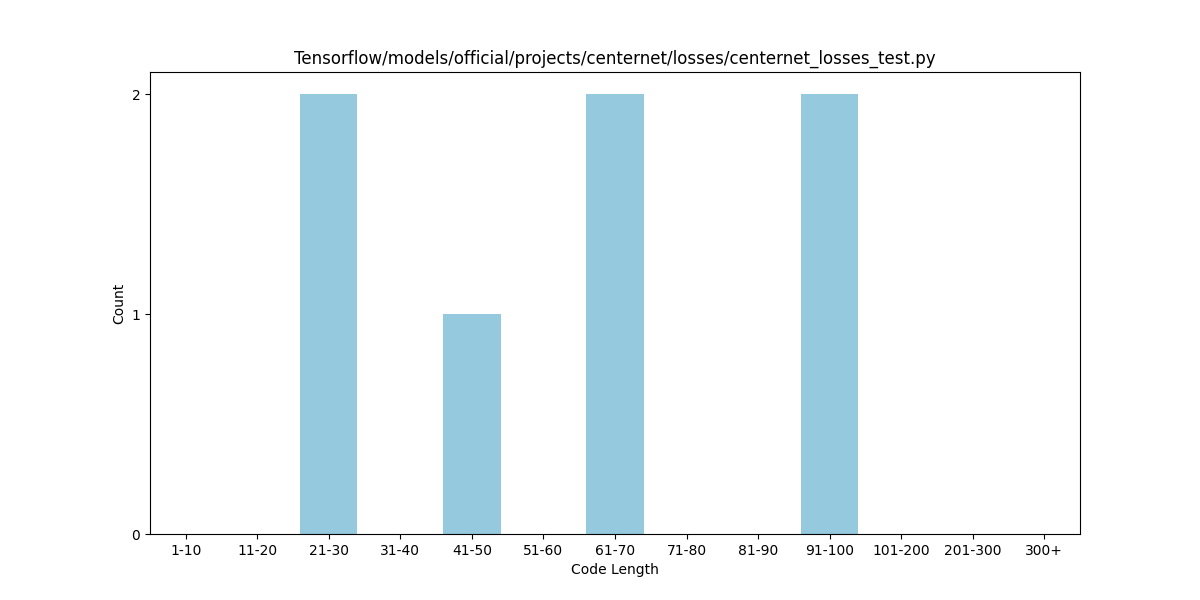 Tensorflow/models/official/projects/centernet/losses/centernet_losses_test.py
2
1
0
Count
1-10 11-20 21-30 31-40 41-50 51-60 61-70 71-80 81-90 91-100 101-200 201-300 300+
Code Length